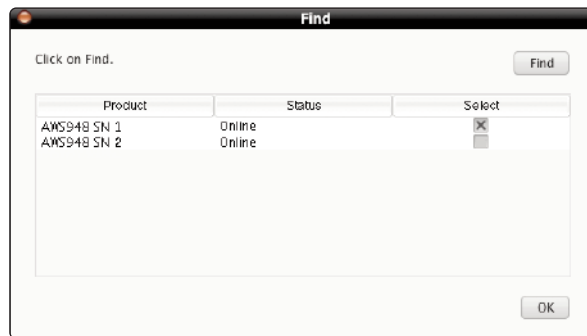 Find
Click on Find.
Find
Product Status Select
AWS948 SN 1 Online
AWS948 SN 2 Online
OK